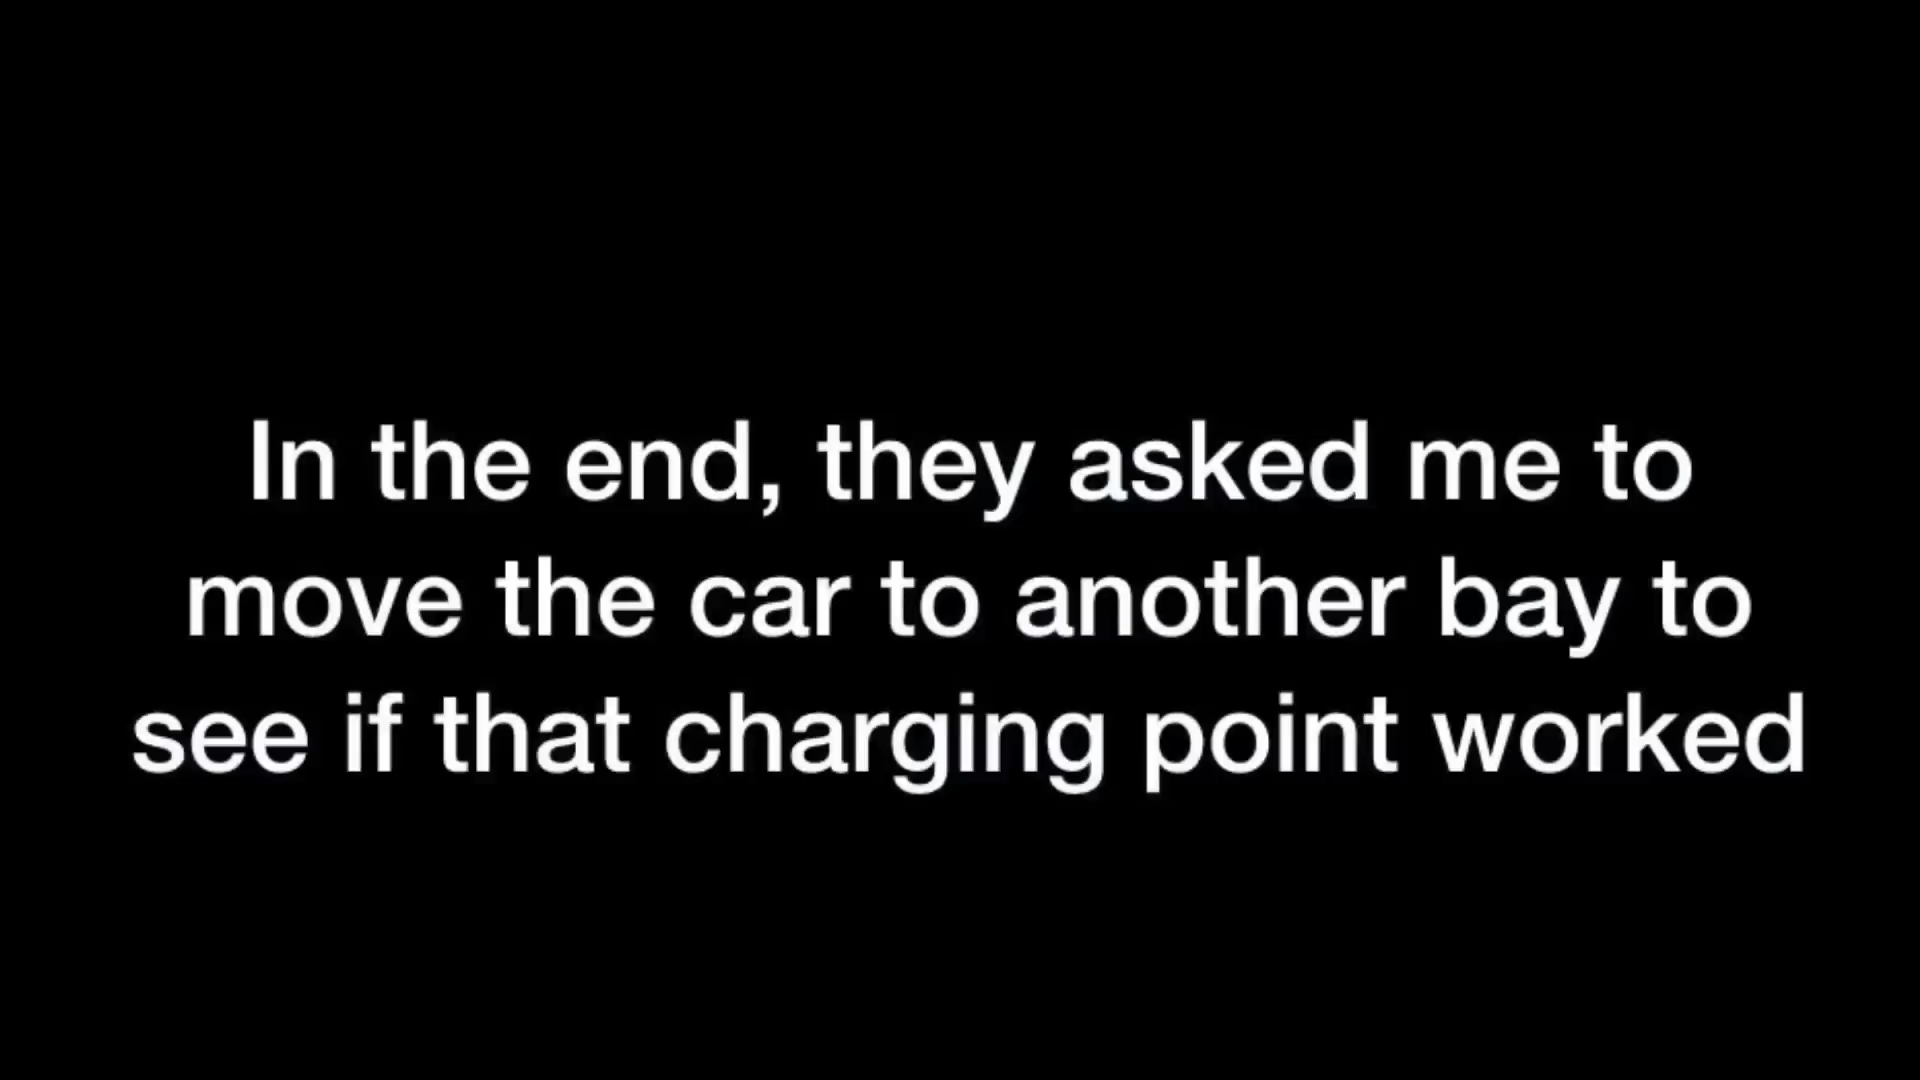 In the end, they asked me to
move the car to another bay to
see if that charging point worked